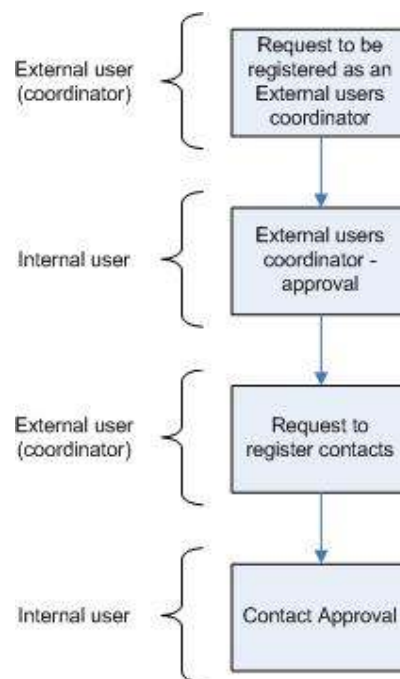 External user
(coordinator)
Request to be
registered as an
External users
coordinator
Internal user
External users
coordinator -
approval
External user
(coordinator)
Request to
register contacts
Internal user
Contact Approval